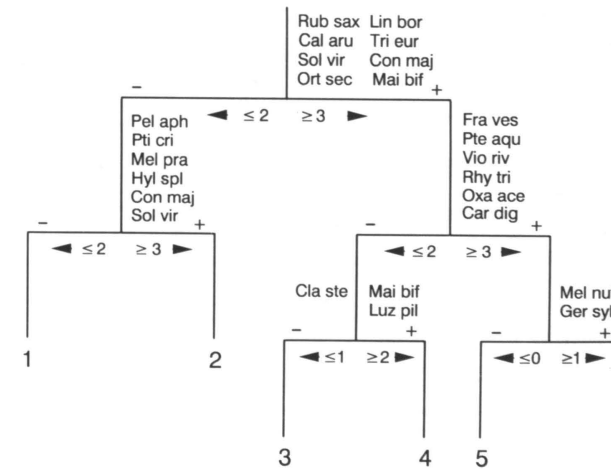 Rub sax Lin bor
Cal aru Tri eur
Sol vir Con maj
Ort sec Mai bif
− +
≤ 2 ≥ 3
Pel aph
Pti cri
Mel pra
Hyl spl
Con maj
Sol vir
Fra ves
Pte aqu
Vio riv
Rhy tri
Oxa ace
Car dig
− +
≤ 2 ≥ 3
− +
≤2 ≥ 3
Cla ste
Mai bif
Luz pil
Mel nu
Ger syl
− +
≤1 ≥2
− +
≤0 ≥1
1 2
3 4 5